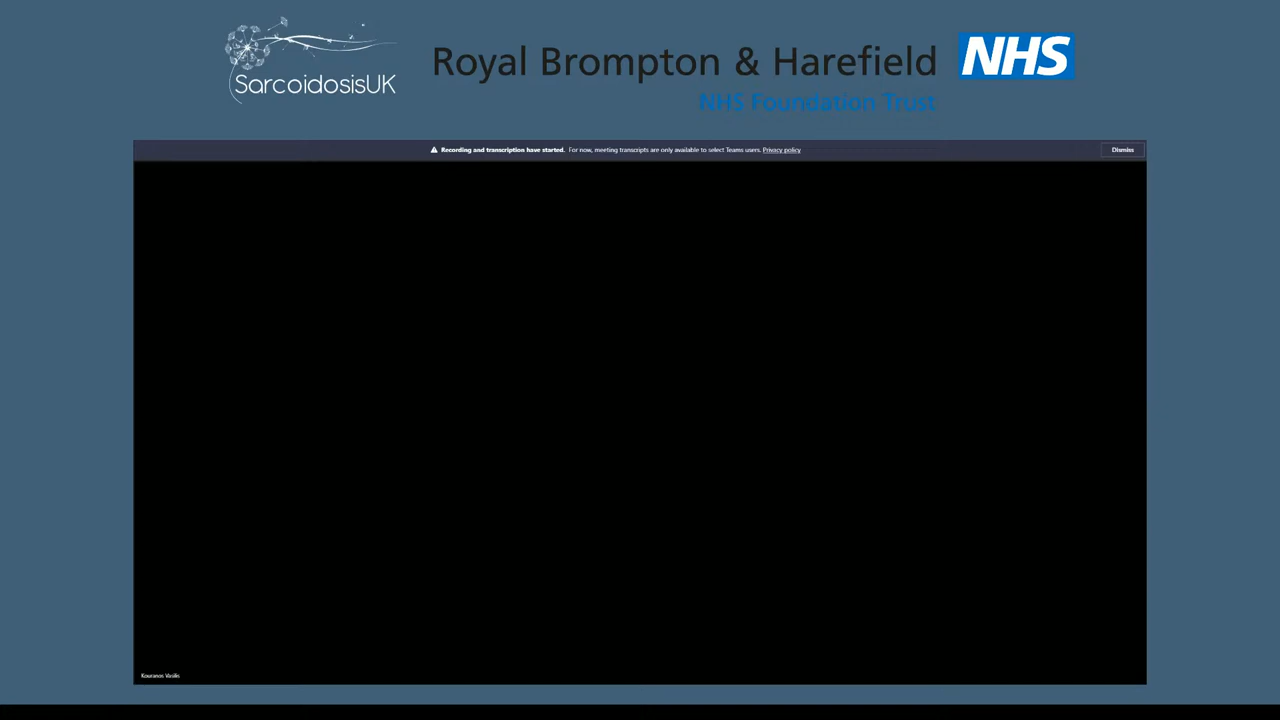 SarcoidosisUK
Royal Brompton & Harefield NHS
NHS Foundation Trust
Recording and transcription have started. For now, meeting transcripts are only available to select Teams users. Privacy policy Dismiss
Kouranos Vasilis